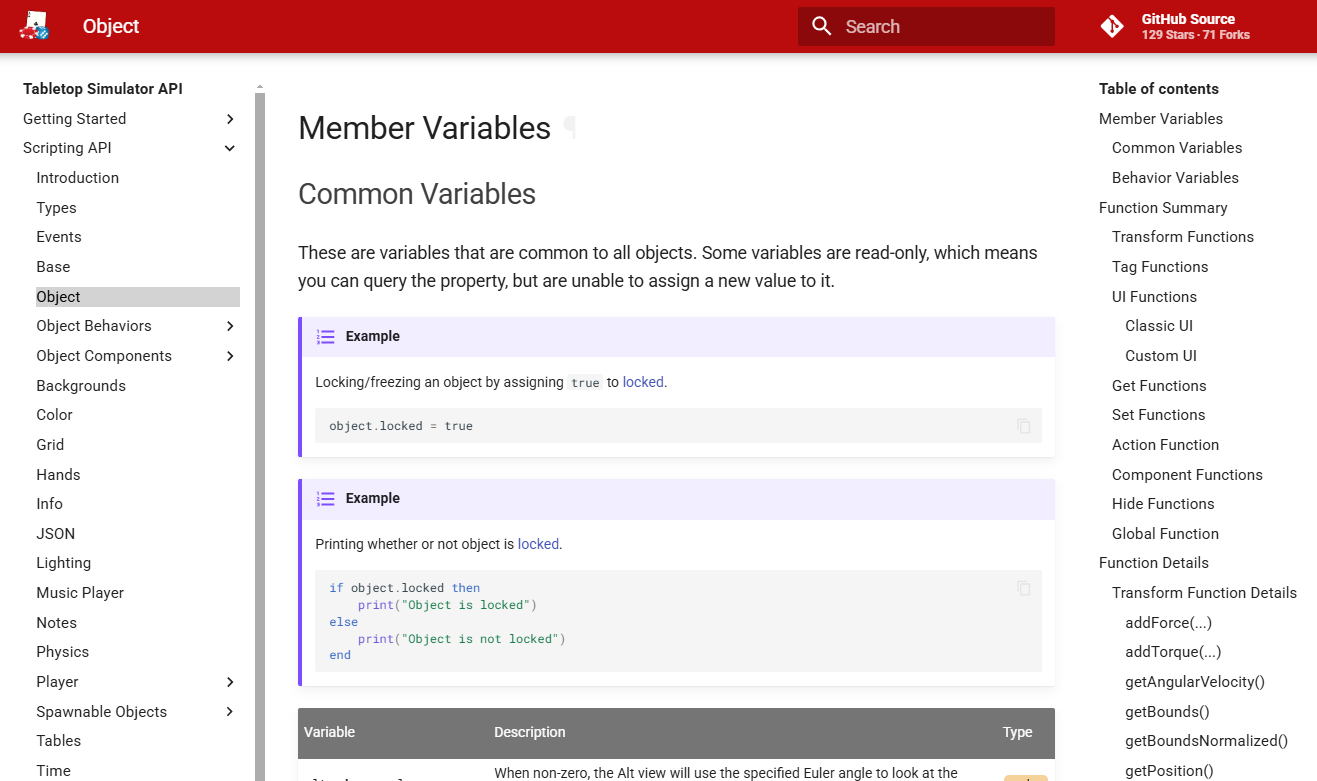 Object
Search
GitHub Source
129 Stars · 71 Forks
Tabletop Simulator API
Getting Started
Scripting API
Introduction
Types
Events
Base
Object
Object Behaviors
Object Components
Backgrounds
Color
Grid
Hands
Info
JSON
Lighting
Music Player
Notes
Physics
Player
Spawnable Objects
Tables
Time
Member Variables ¶
Common Variables
These are variables that are common to all objects. Some variables are read-only, which means
you can query the property, but are unable to assign a new value to it.
Example
Locking/freezing an object by assigning true to locked.
object.locked = true
Example
Printing whether or not object is locked.
if object.locked then
    print("Object is locked")
else
    print("Object is not locked")
end
Variable Description Type
When non-zero, the Alt view will use the specified Euler angle to look at the
Table of contents
Member Variables
Common Variables
Behavior Variables
Function Summary
Transform Functions
Tag Functions
UI Functions
Classic UI
Custom UI
Get Functions
Set Functions
Action Function
Component Functions
Hide Functions
Global Function
Function Details
Transform Function Details
addForce(...)
addTorque(...)
getAngularVelocity()
getBounds()
getBoundsNormalized()
getPosition()